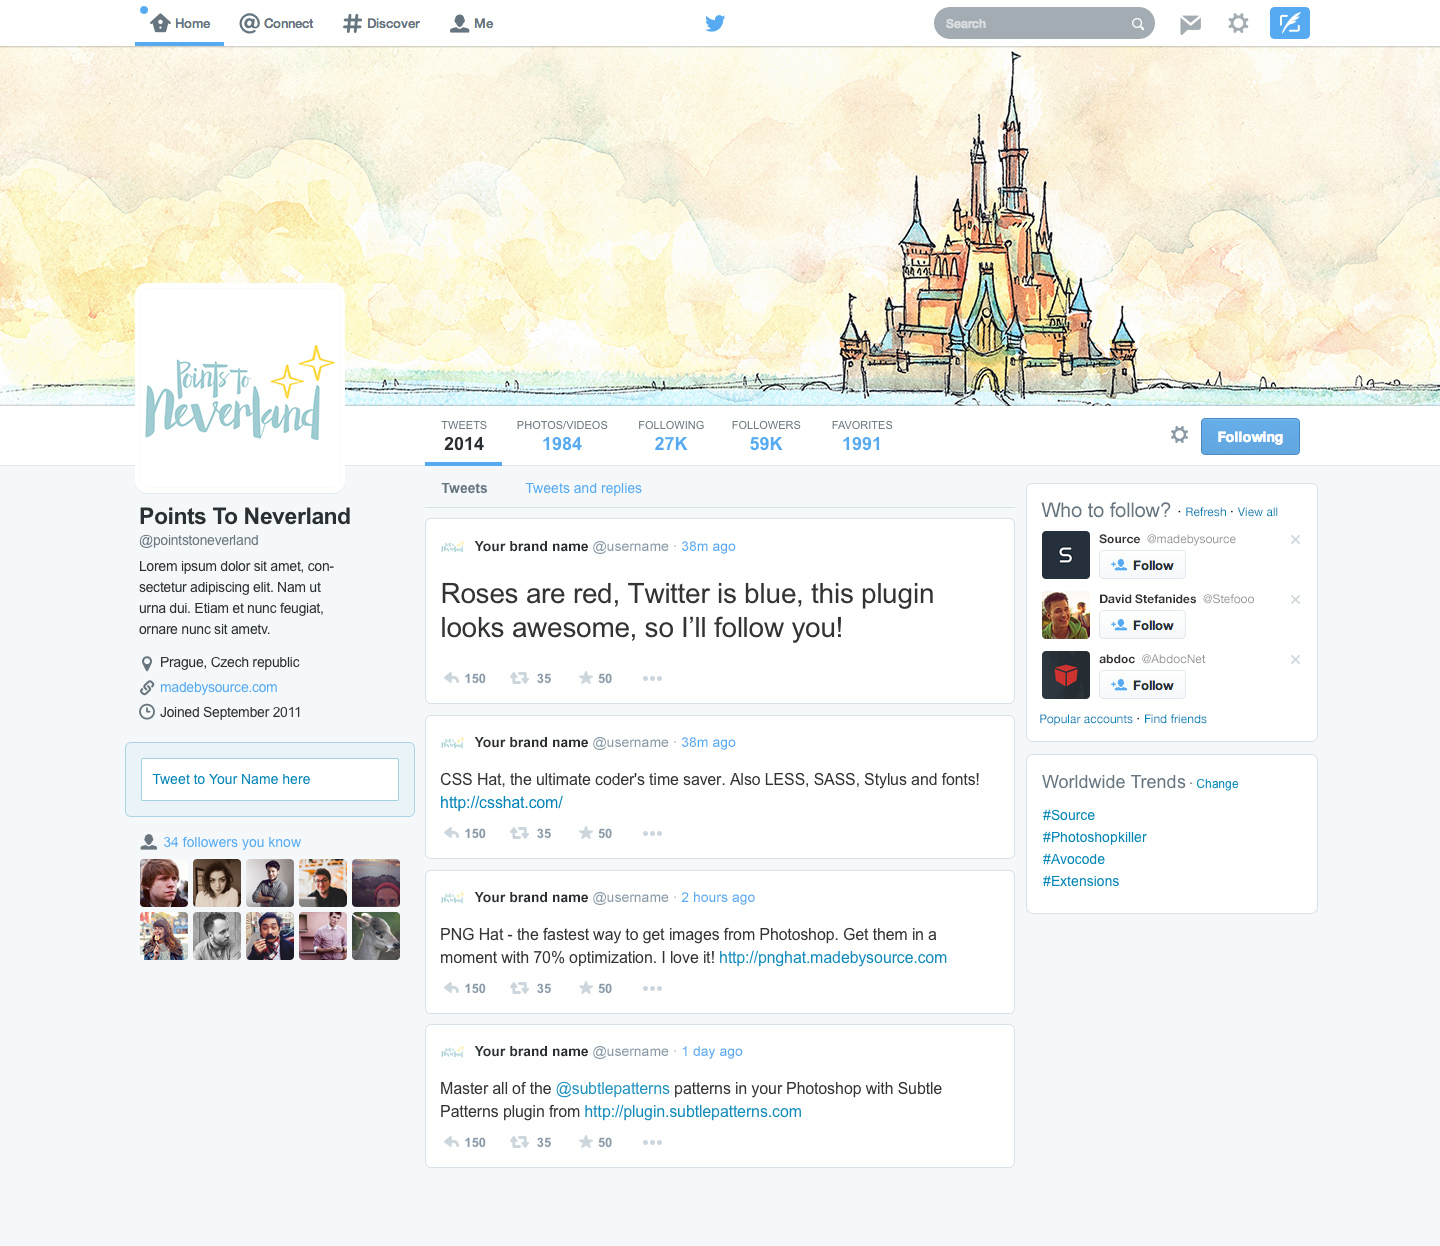 Home
Connect
Discover
Me
Search
Points to
Neverland
TWEETS
2014
PHOTOS/VIDEOS
1984
FOLLOWING
27K
FOLLOWERS
59K
FAVORITES
1991
Following
Points To Neverland
@pointstoneverland
Lorem ipsum dolor sit amet, con-
sectetur adipiscing elit. Nam ut
urna dui. Etiam et nunc feugiat,
ornare nunc sit ametv.
Prague, Czech republic
madebysource.com
Joined September 2011
Tweet to Your Name here
34 followers you know
Tweets
Tweets and replies
Your brand name @username · 38m ago
Roses are red, Twitter is blue, this plugin
looks awesome, so I’ll follow you!
150 35 50
Your brand name @username · 38m ago
CSS Hat, the ultimate coder's time saver. Also LESS, SASS, Stylus and fonts!
http://csshat.com/
150 35 50
Your brand name @username · 2 hours ago
PNG Hat - the fastest way to get images from Photoshop. Get them in a
moment with 70% optimization. I love it! http://pnghat.madebysource.com
150 35 50
Your brand name @username · 1 day ago
Master all of the @subtlepatterns patterns in your Photoshop with Subtle
Patterns plugin from http://plugin.subtlepatterns.com
150 35 50
Who to follow? · Refresh · View all
S
Source @madebysource
Follow
David Stefanides @Stefooo
Follow
abdoc @AbdocNet
Follow
Popular accounts · Find friends
Worldwide Trends · Change
#Source
#Photoshopkiller
#Avocode
#Extensions